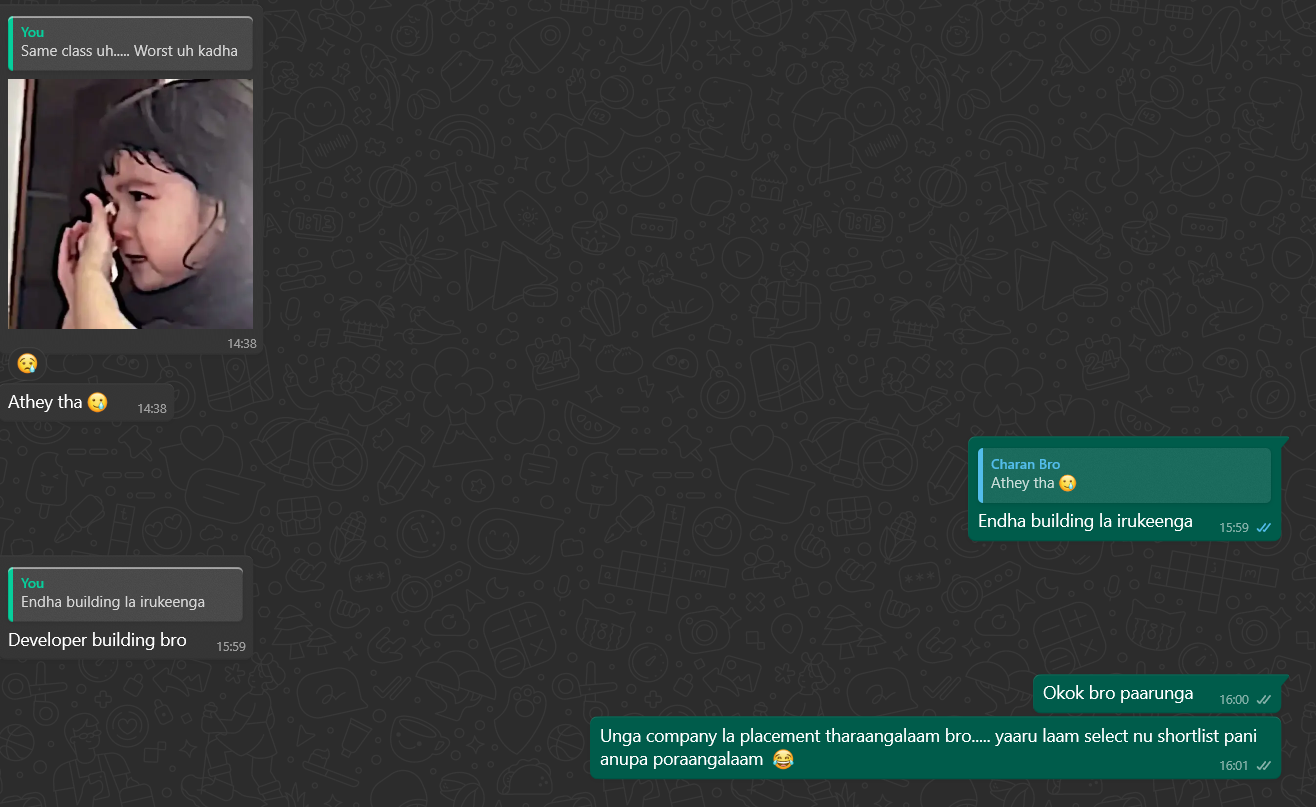 You
Same class uh..... Worst uh kadha
14:38
😢
Athey tha 🥲 14:38
Charan Bro
Athey tha 🥲
Endha building la irukeenga 15:59
You
Endha building la irukeenga
Developer building bro 15:59
Okok bro paarunga 16:00
Unga company la placement tharaangalaam bro..... yaaru laam select nu shortlist pani
anupa poraangalaam 😂 16:01